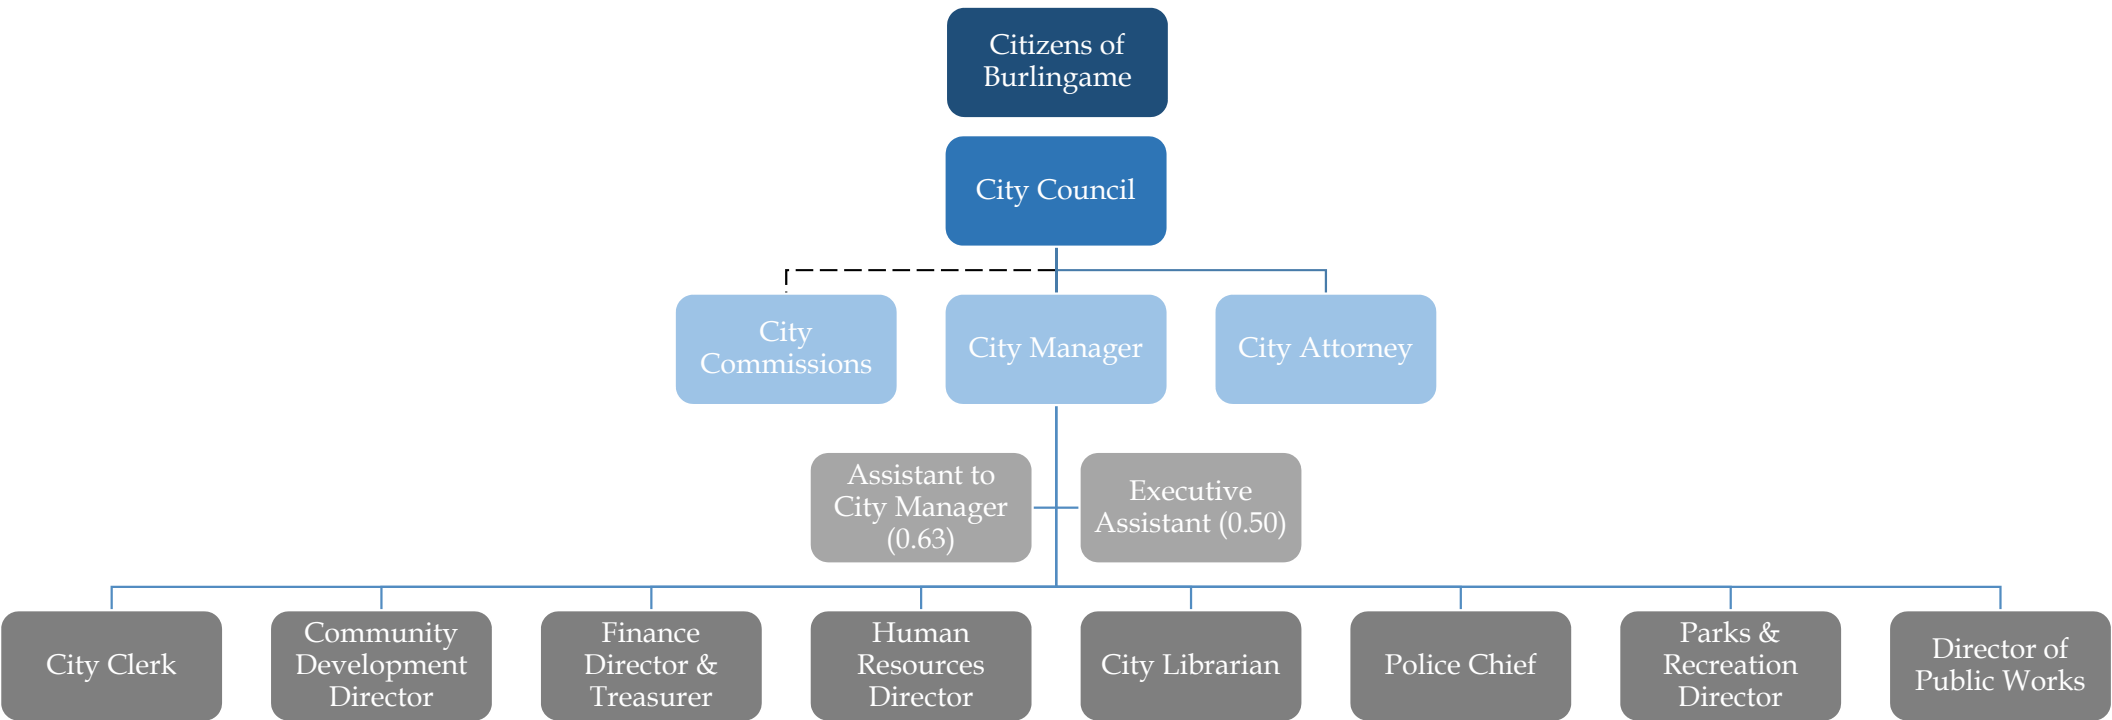 Citizens of
Burlingame
City Council
City
Commissions
City Manager
City Attorney
Assistant to
City Manager
(0.63)
Executive
Assistant (0.50)
City Clerk
Community
Development
Director
Finance
Director &
Treasurer
Human
Resources
Director
City Librarian
Police Chief
Parks &
Recreation
Director
Director of
Public Works